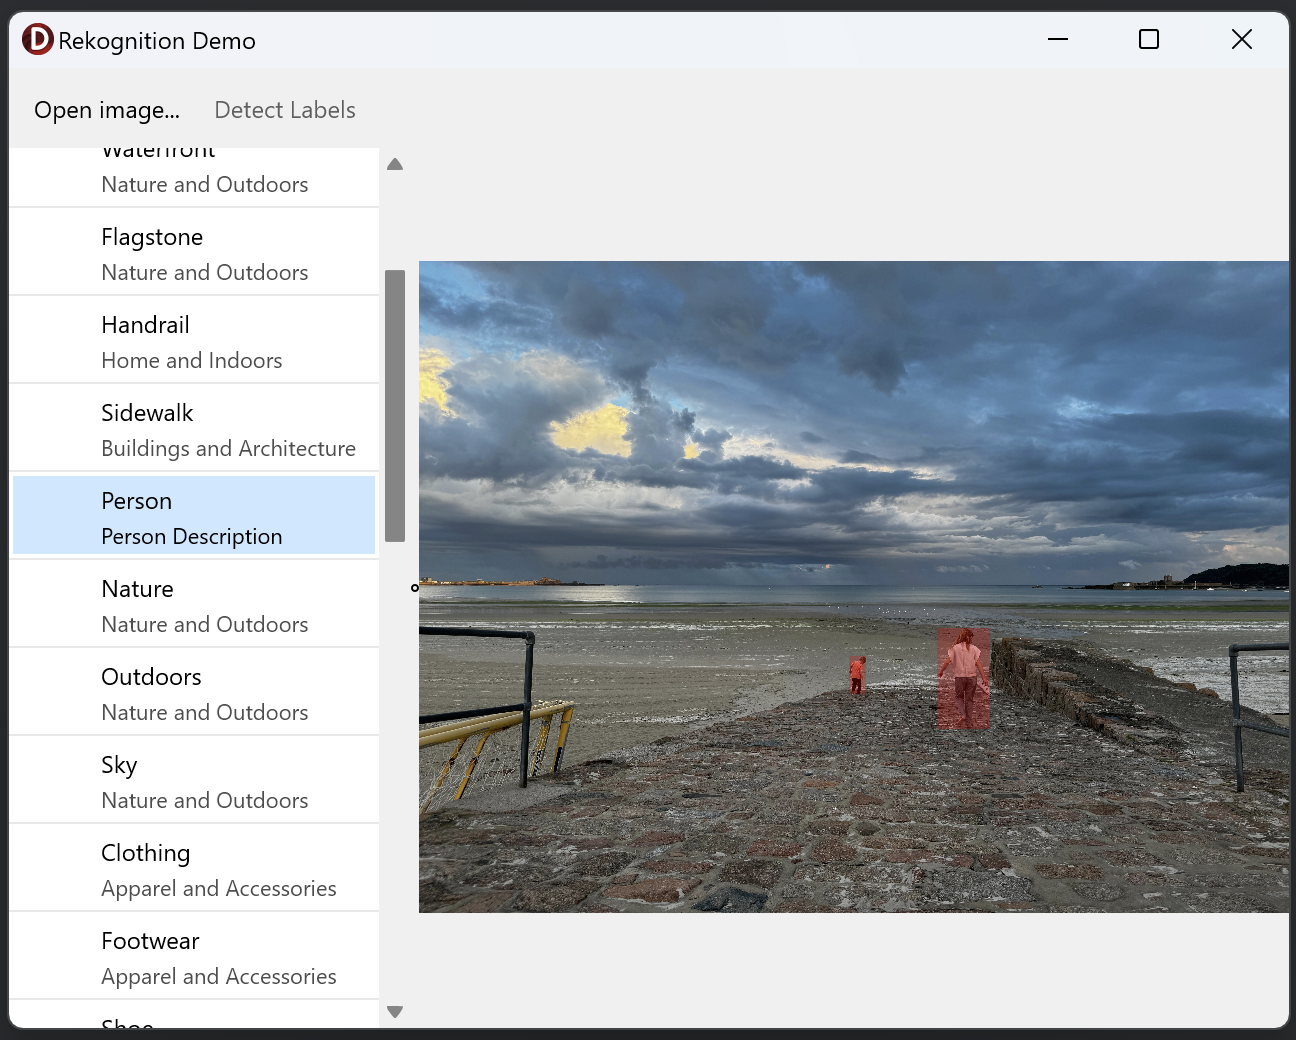 Rekognition Demo
Open image... Detect Labels
Waterfront
Nature and Outdoors
Flagstone
Nature and Outdoors
Handrail
Home and Indoors
Sidewalk
Buildings and Architecture
Person
Person Description
Nature
Nature and Outdoors
Outdoors
Nature and Outdoors
Sky
Nature and Outdoors
Clothing
Apparel and Accessories
Footwear
Apparel and Accessories
Shoe